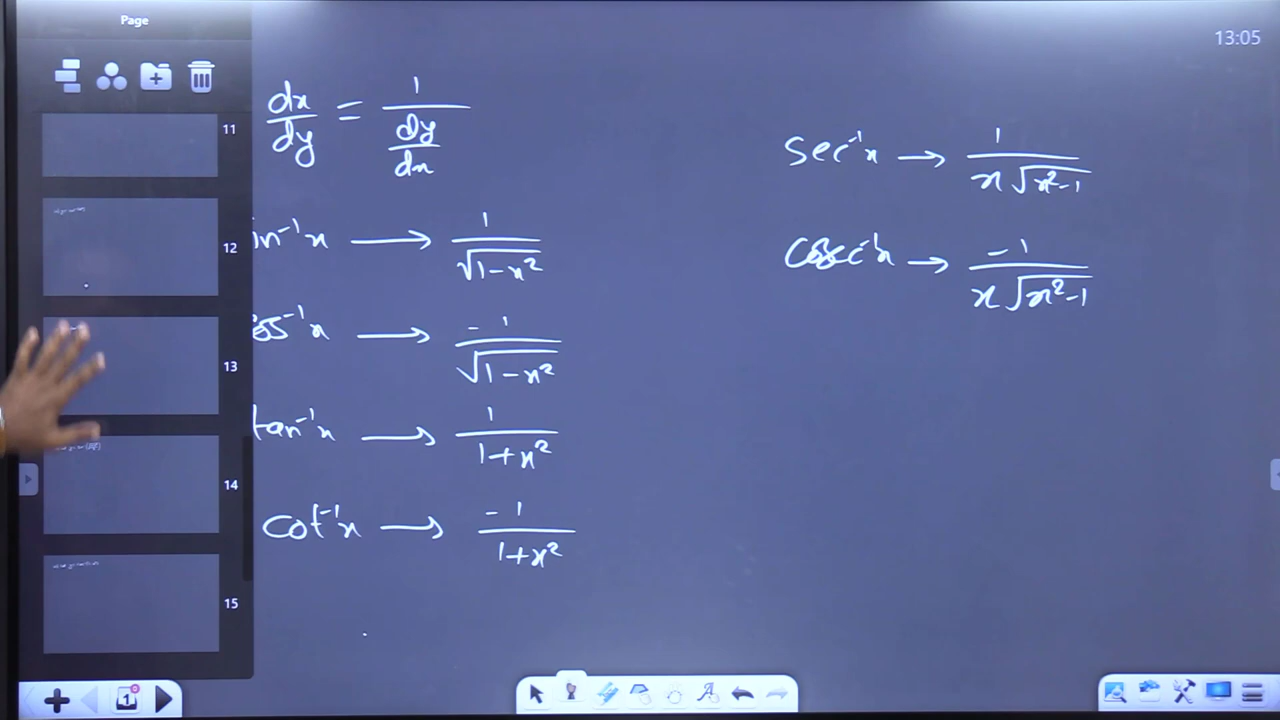 Page
13:05
11
12
13
14
15
dx/dy = 1/(dy/dx)
in⁻¹x → 1/√(1-x²)
os⁻¹x → -1/√(1-x²)
tan⁻¹x → 1/(1+x²)
cot⁻¹x → -1/(1+x²)
sec⁻¹x → 1/(x√(x²-1))
cosec⁻¹x → -1/(x√(x²-1))
1